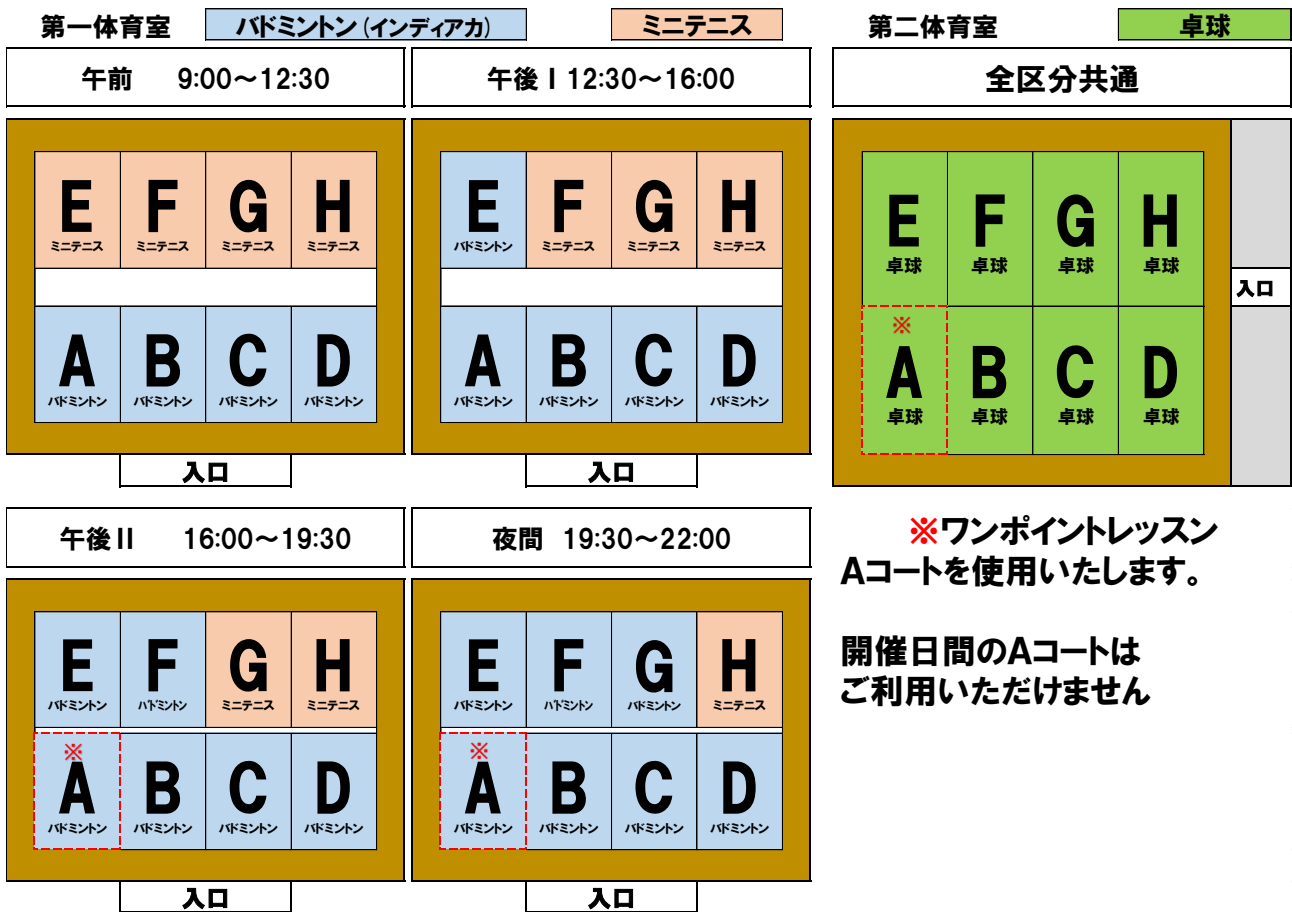 第一体育室 バドミントン(インディアカ) ミニテニス 第二体育室 卓球
午前 9:00～12:30
E F G H
ミニテニス ミニテニス ミニテニス ミニテニス
A B C D
バドミントン バドミントン バドミントン バドミントン
入口
午後Ⅰ 12:30～16:00
E F G H
バドミントン ミニテニス ミニテニス ミニテニス
A B C D
バドミントン バドミントン バドミントン バドミントン
入口
全区分共通
E F G H
卓球 卓球 卓球 卓球
※
A B C D
卓球 卓球 卓球 卓球
入口
午後Ⅱ 16:00～19:30
E F G H
バドミントン バドミントン ミニテニス ミニテニス
※
A B C D
バドミントン バドミントン バドミントン バドミントン
入口
夜間 19:30～22:00
E F G H
バドミントン バドミントン バドミントン ミニテニス
※
A B C D
バドミントン バドミントン バドミントン バドミントン
入口
※ワンポイントレッスン
Aコートを使用いたします。
開催日間のAコートは
ご利用いただけません